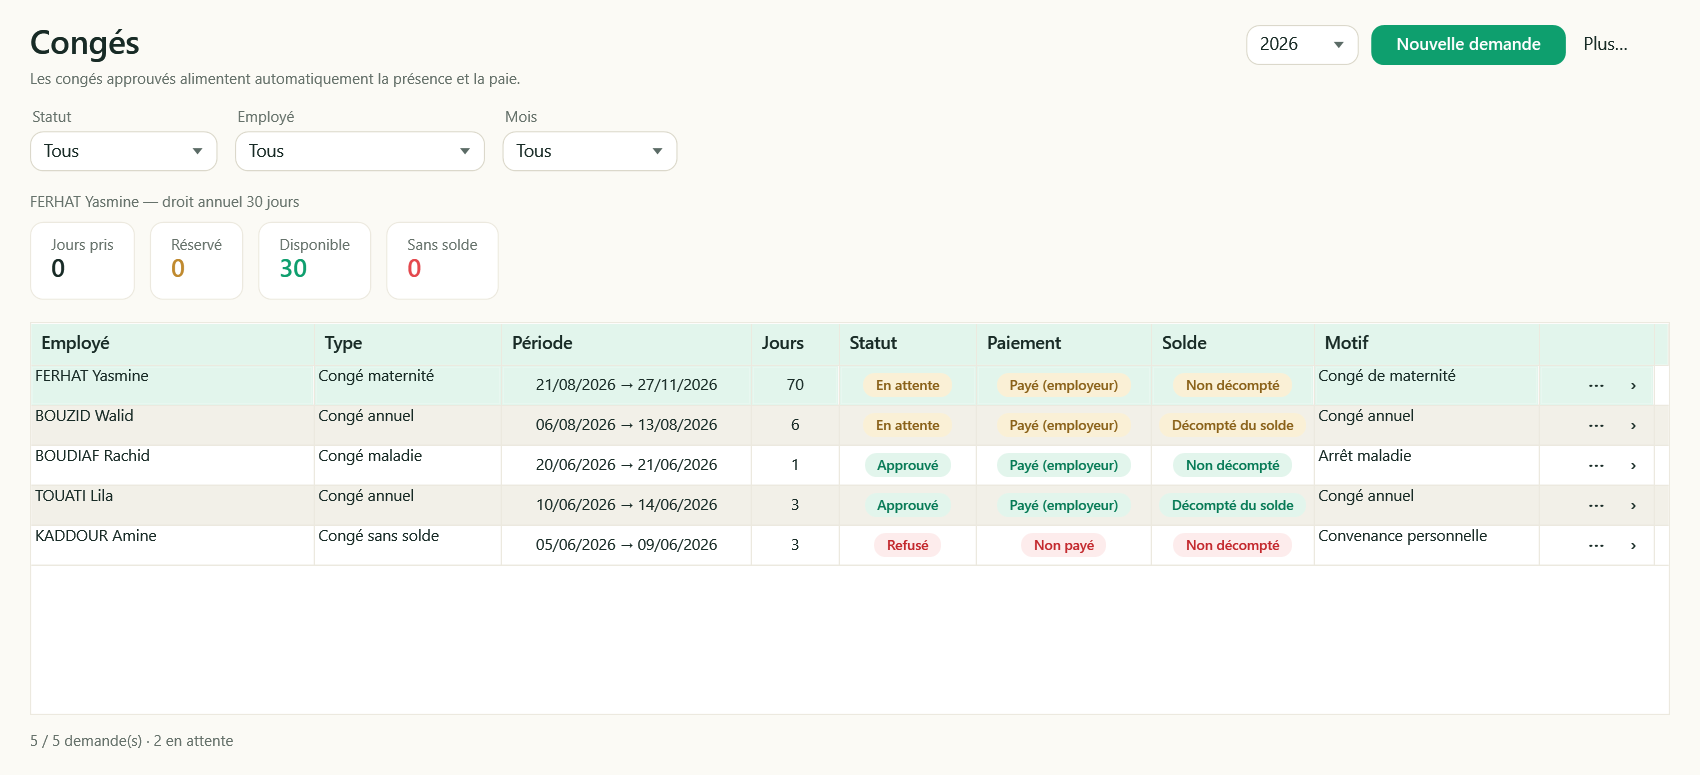 Congés
2026
Nouvelle demande
Plus...
Les congés approuvés alimentent automatiquement la présence et la paie.
Statut Employé Mois
Tous Tous Tous
FERHAT Yasmine — droit annuel 30 jours
Jours pris Réservé Disponible Sans solde
0 0 30 0
Employé Type Période Jours Statut Paiement Solde Motif
FERHAT Yasmine Congé maternité 21/08/2026 → 27/11/2026 70 En attente Payé (employeur) Non décompté Congé de maternité ... ›
BOUZID Walid Congé annuel 06/08/2026 → 13/08/2026 6 En attente Payé (employeur) Décompté du solde Congé annuel ... ›
BOUDIAF Rachid Congé maladie 20/06/2026 → 21/06/2026 1 Approuvé Payé (employeur) Non décompté Arrêt maladie ... ›
TOUATI Lila Congé annuel 10/06/2026 → 14/06/2026 3 Approuvé Payé (employeur) Décompté du solde Congé annuel ... ›
KADDOUR Amine Congé sans solde 05/06/2026 → 09/06/2026 3 Refusé Non payé Non décompté Convenance personnelle ... ›
5 / 5 demande(s) · 2 en attente